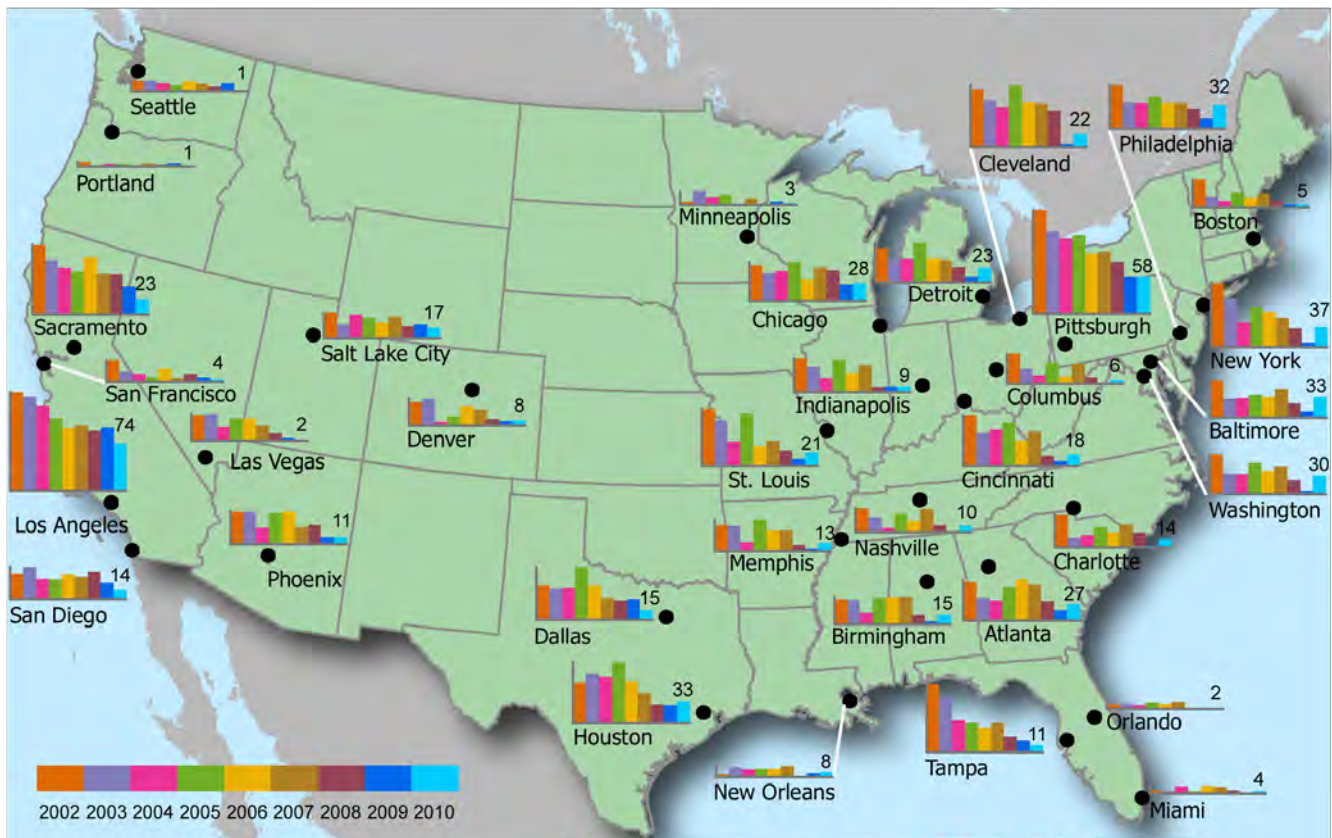 1
Seattle
1
Portland
23
Sacramento
4
San Francisco
74
Los Angeles
14
San Diego
2
Las Vegas
11
Phoenix
17
Salt Lake City
8
Denver
3
Minneapolis
28
Chicago
23
Detroit
22
Cleveland
32
Philadelphia
5
Boston
58
Pittsburgh
37
New York
9
Indianapolis
6
Columbus
33
Baltimore
21
St. Louis
18
Cincinnati
30
Washington
13
Memphis
10
Nashville
14
Charlotte
15
Dallas
15
Birmingham
27
Atlanta
33
Houston
8
New Orleans
11
Tampa
2
Orlando
4
Miami
2002 2003 2004 2005 2006 2007 2008 2009 2010